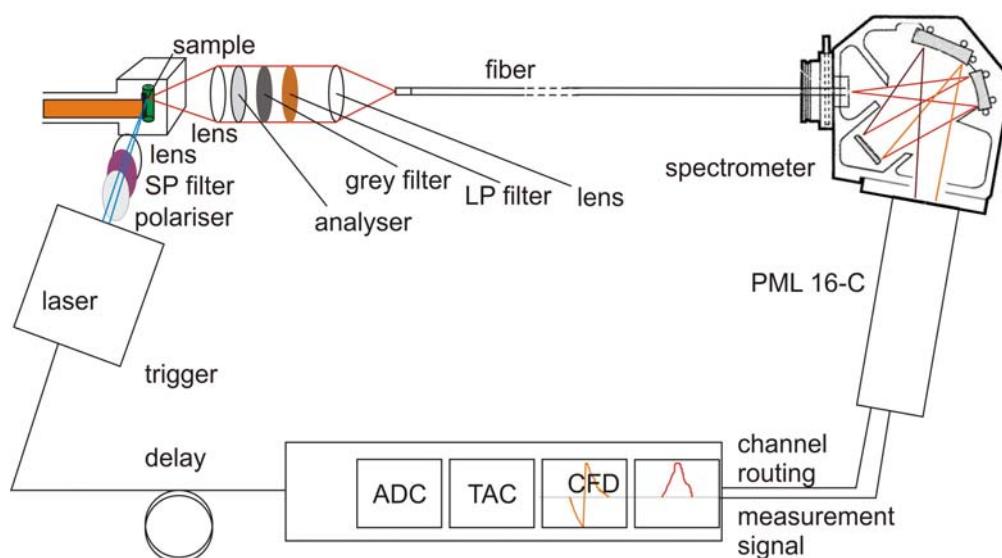 sample
fiber
lens
lens
SP filter
polariser
grey filter
LP filter
lens
analyser
spectrometer
laser
PML 16-C
trigger
delay
channel
routing
ADC
TAC
CFD
measurement
signal